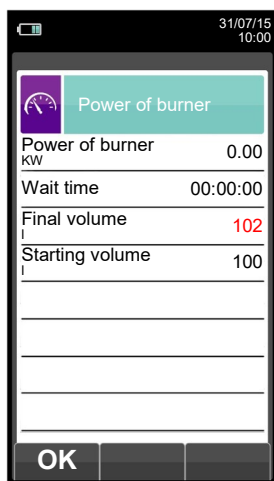 31/07/15
10:00
Power of burner
Power of burner
KW
0.00
Wait time 00:00:00
Final volume
l
102
Starting volume
l
100
OK